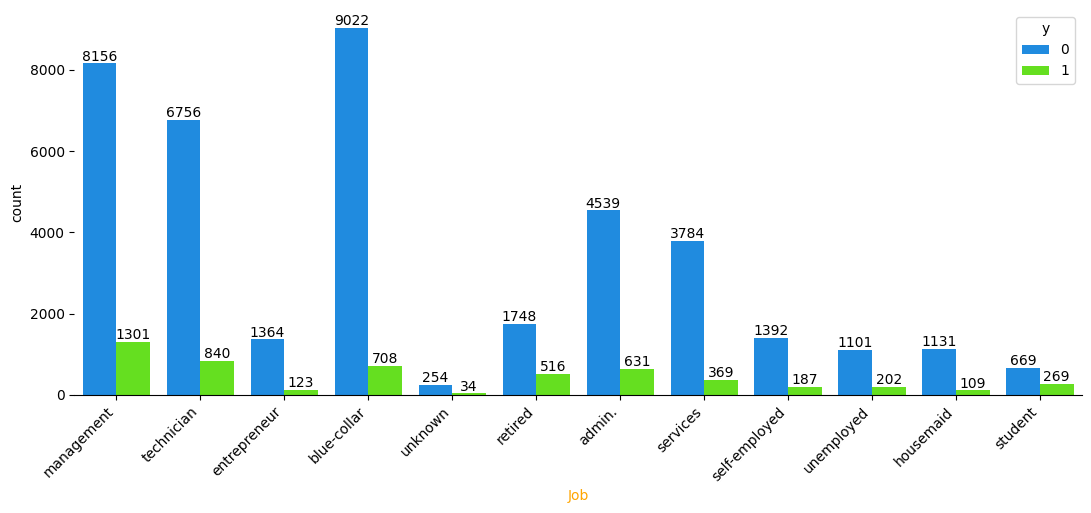 y
0
1
count
8000
6000
4000
2000
0
8156
1301
6756
840
1364
123
9022
708
254
34
1748
516
4539
631
3784
369
1392
187
1101
202
1131
109
669
269
management
technician
entrepreneur
blue-collar
unknown
retired
admin.
services
self-employed
unemployed
housemaid
student
Job